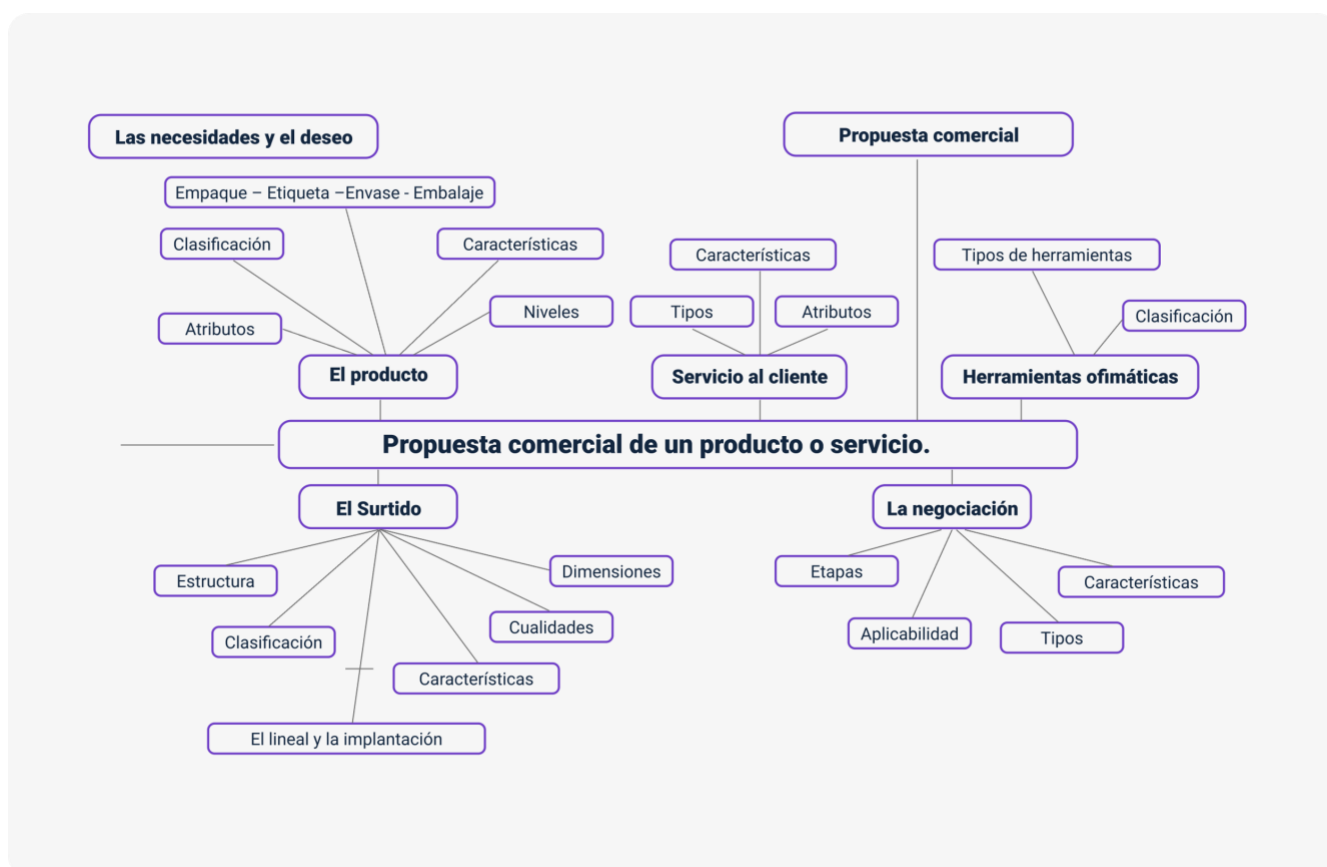 Las necesidades y el deseo
Propuesta comercial
Empaque – Etiqueta –Envase - Embalaje
Clasificación
Características
Características
Tipos de herramientas
Atributos
Niveles
Tipos
Atributos
Clasificación
El producto
Servicio al cliente
Herramientas ofimáticas
Propuesta comercial de un producto o servicio.
El Surtido
La negociación
Estructura
Dimensiones
Etapas
Características
Clasificación
Cualidades
Aplicabilidad
Tipos
Características
El lineal y la implantación